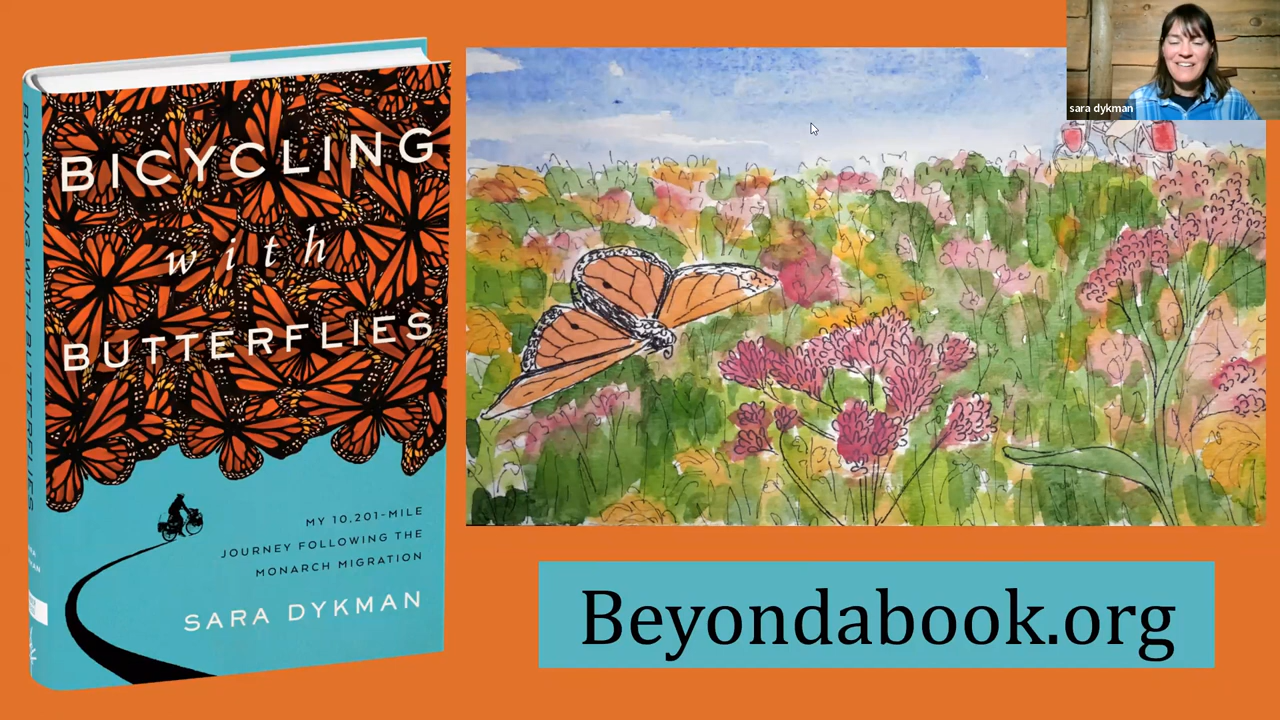 BICYCLING
with
BUTTERFLIES
MY 10,201-MILE
JOURNEY FOLLOWING THE
MONARCH MIGRATION
SARA DYKMAN
BICYCLING WITH BUTTERFLIES
sara dykman
Beyondabook.org